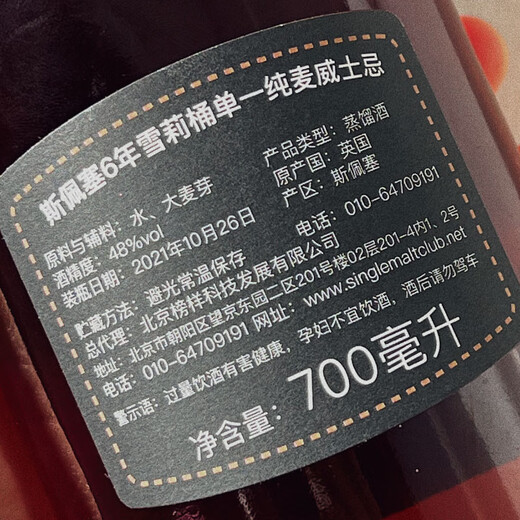 斯佩塞6年雪莉桶单一纯麦威士忌
原料与辅料：水、大麦芽
产品类型：蒸馏酒
酒精度：48%vol
原产国：英国
装瓶日期：2021年10月26日
产区：斯佩塞
贮藏方法：避光常温保存
电话：010-64709191
总代理：北京榜样科技发展有限公司
地址：北京市朝阳区望京东园二区201号楼02层201-4内1、2号
电话：010-64709191 网址：www.singlemaltclub.net
警示语：过量饮酒有害健康，孕妇不宜饮酒，酒后请勿驾车
净含量：700毫升